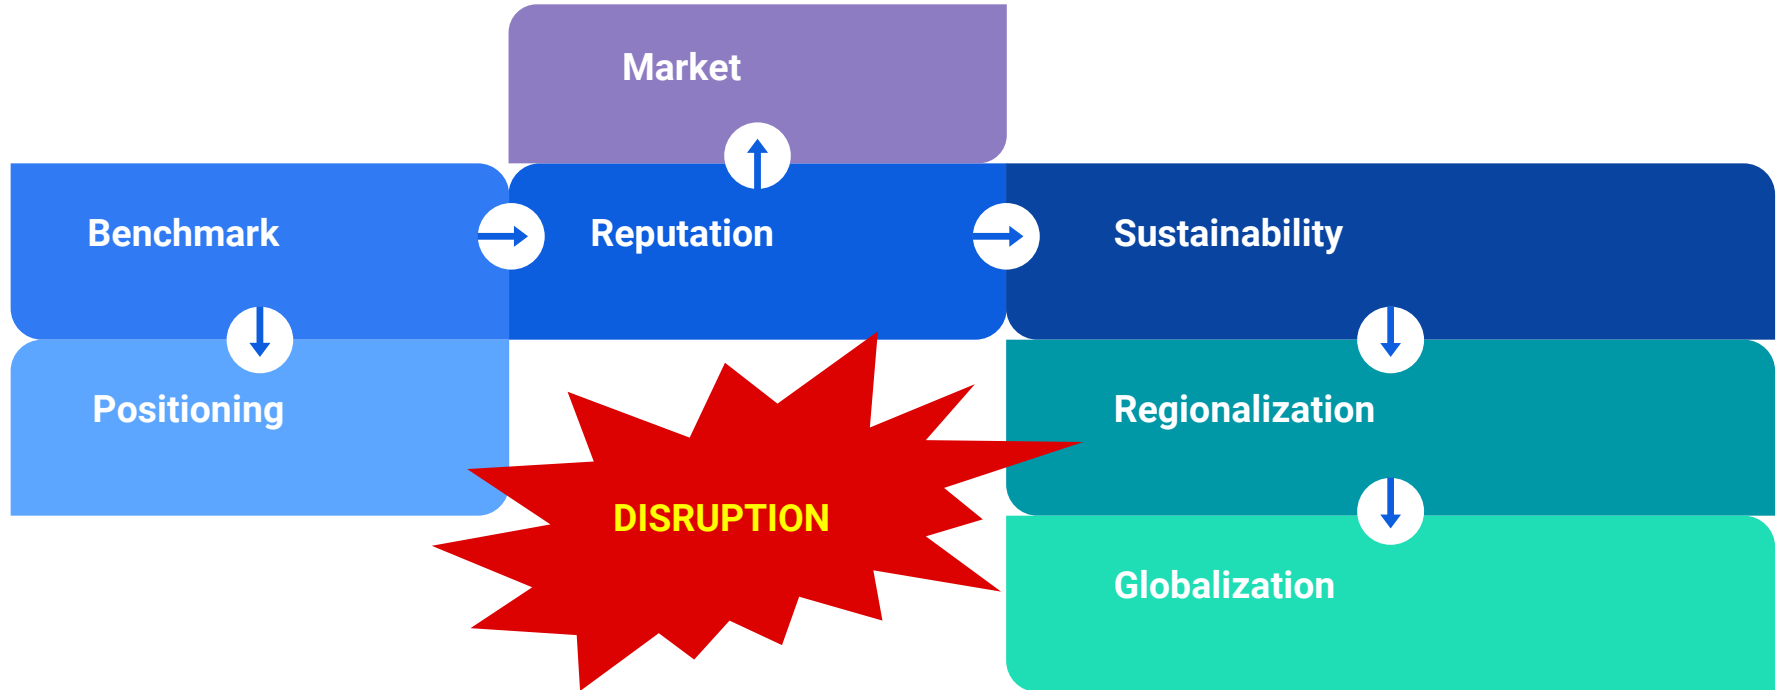 Market
Benchmark
Reputation
Sustainability
Positioning
Regionalization
DISRUPTION
Globalization